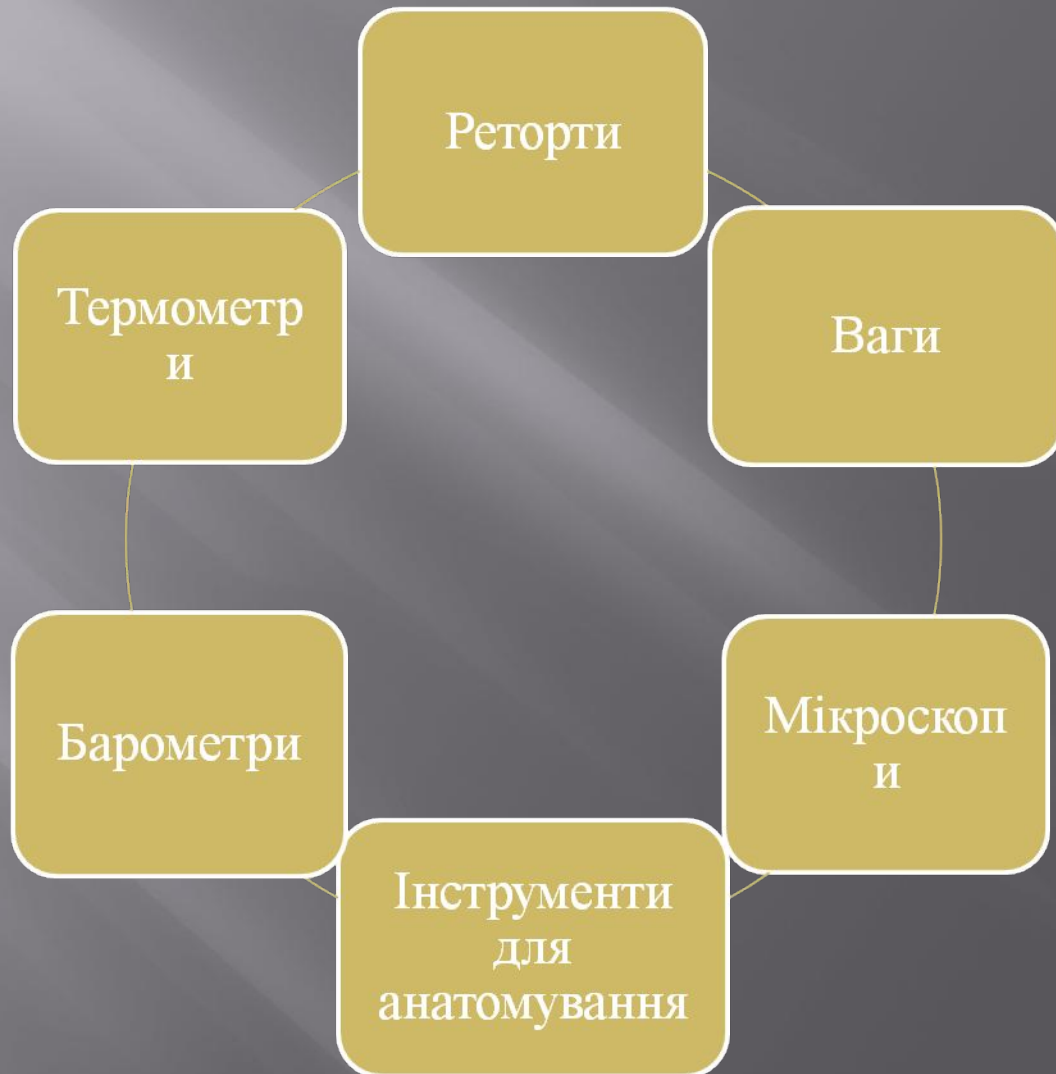 Реторти
Ваги
Мікроскоп
и
Інструменти
для
анатомування
Барометри
Термометр
и